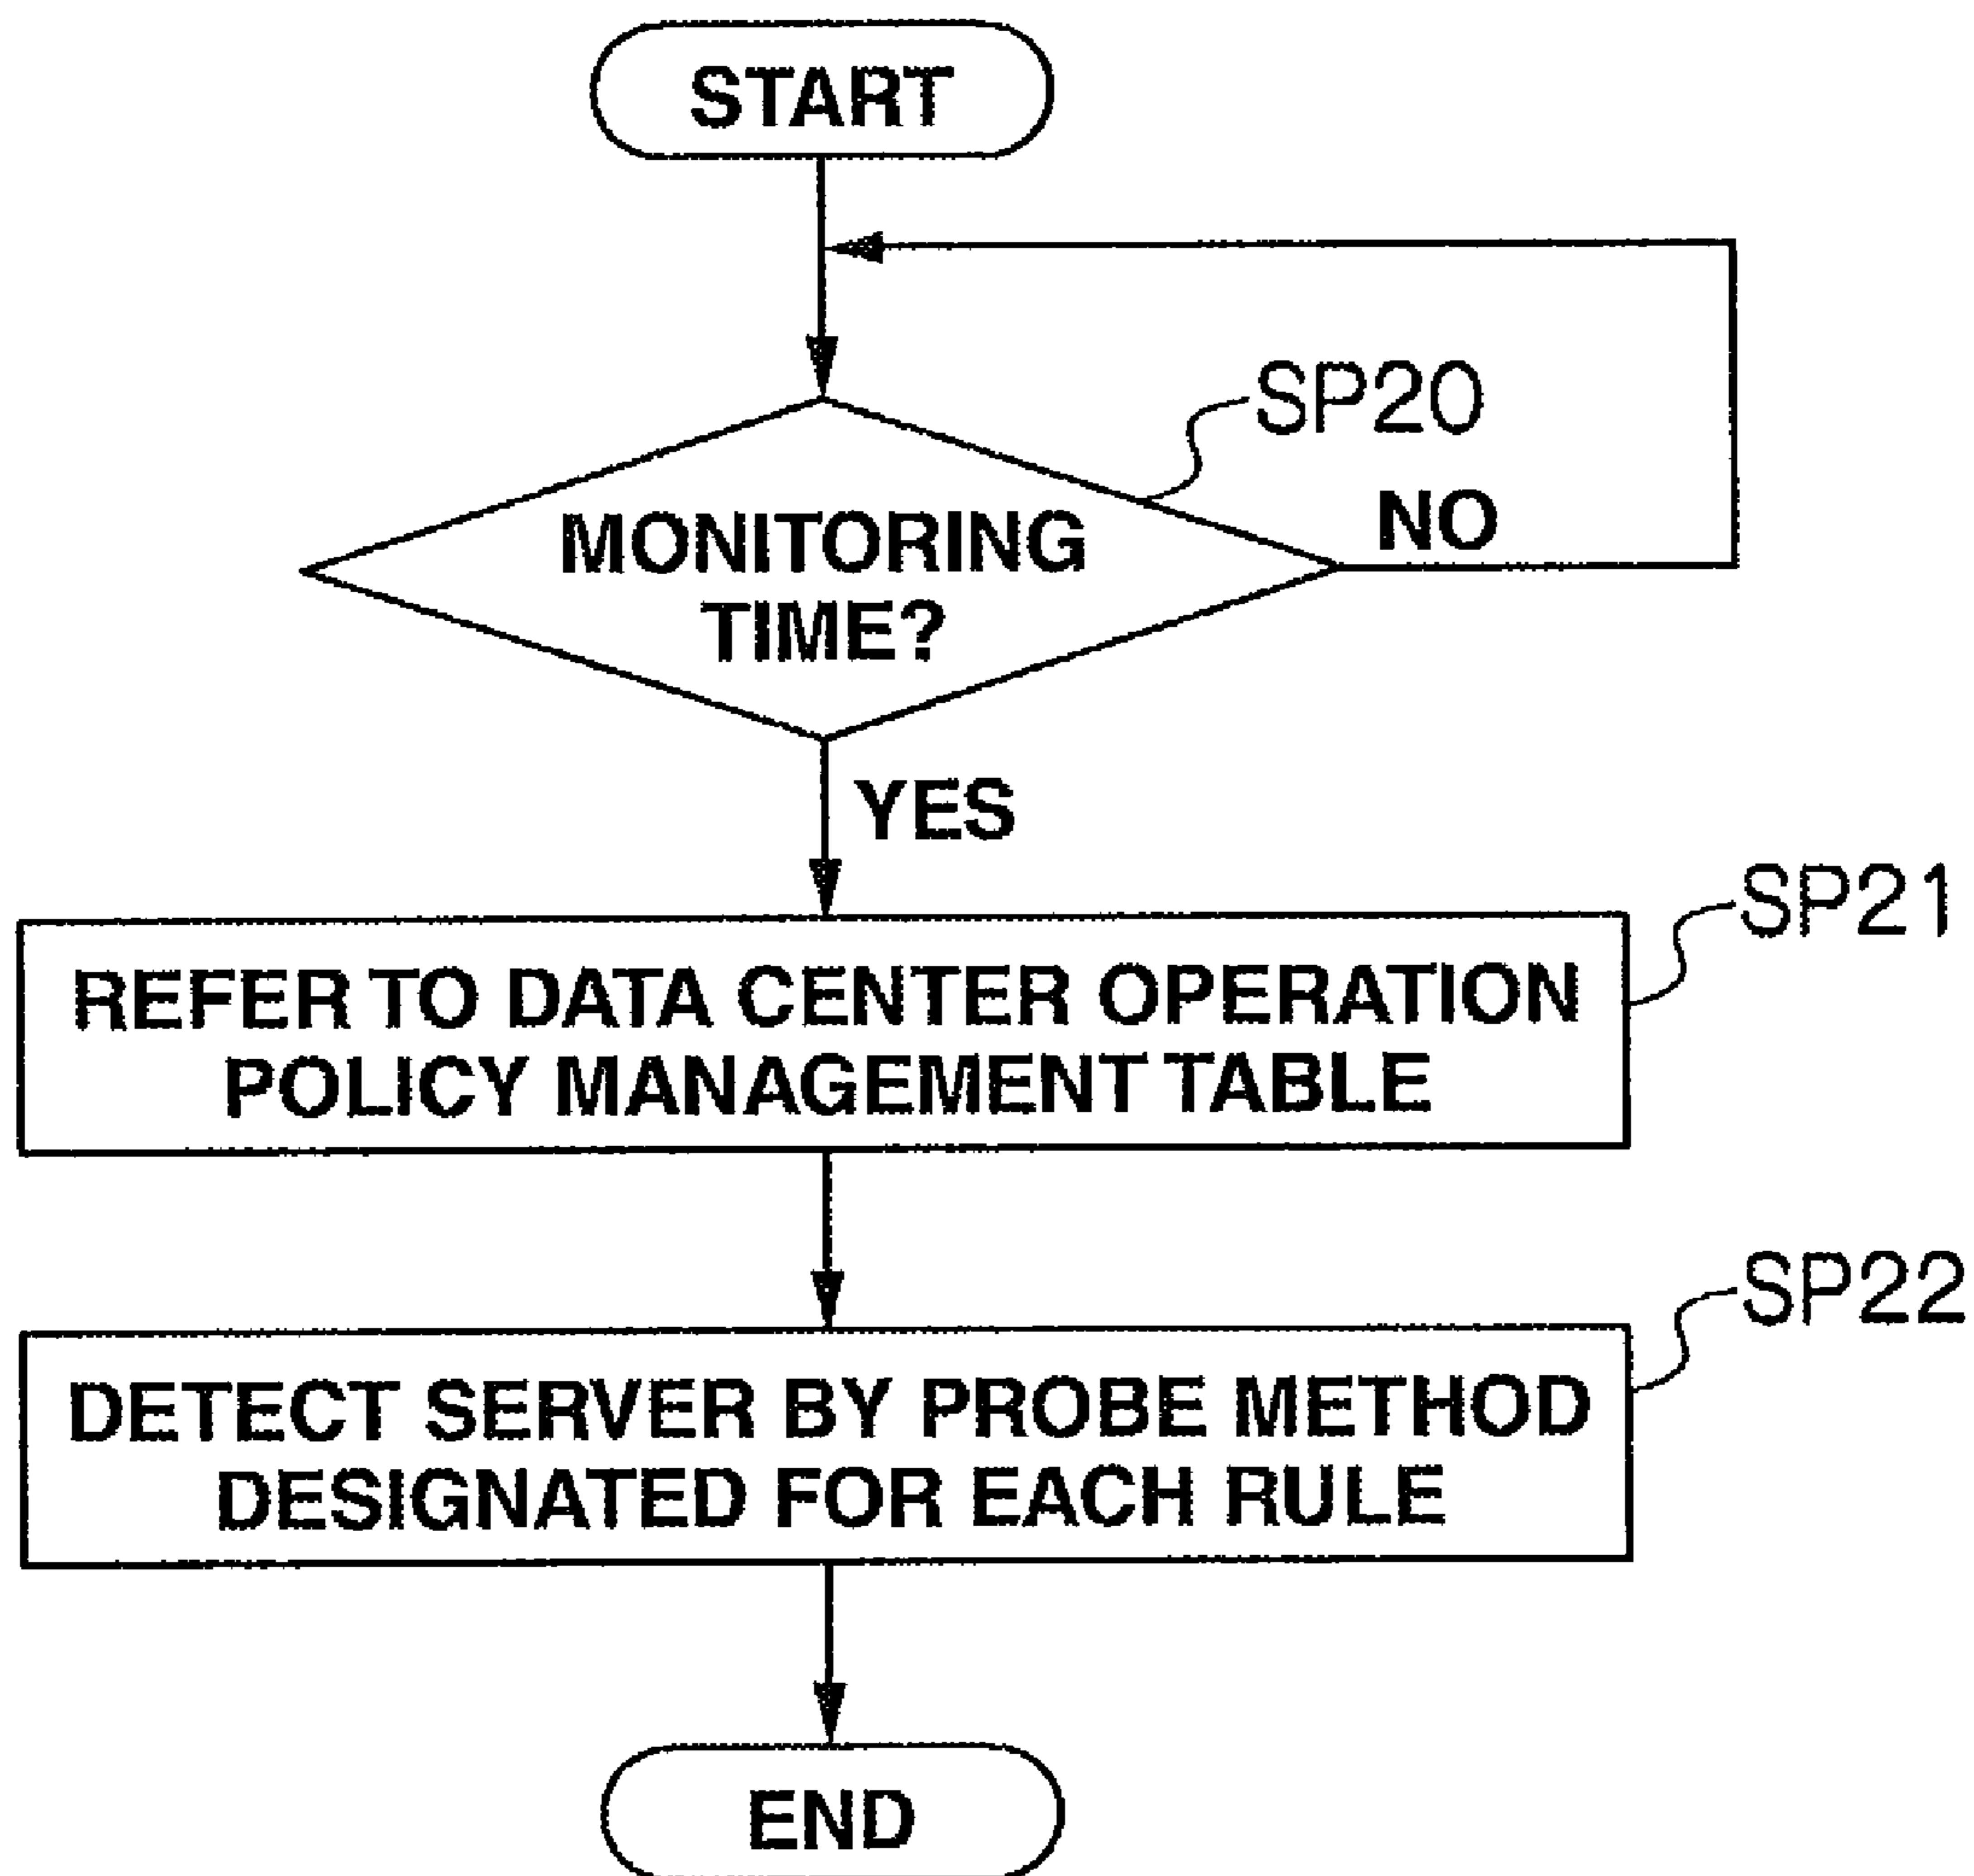 START
SP20
MONITORING
TIME?
NO
YES
SP21
REFER TO DATA CENTER OPERATION
POLICY MANAGEMENT TABLE
SP22
DETECT SERVER BY PROBE METHOD
DESIGNATED FOR EACH RULE
END